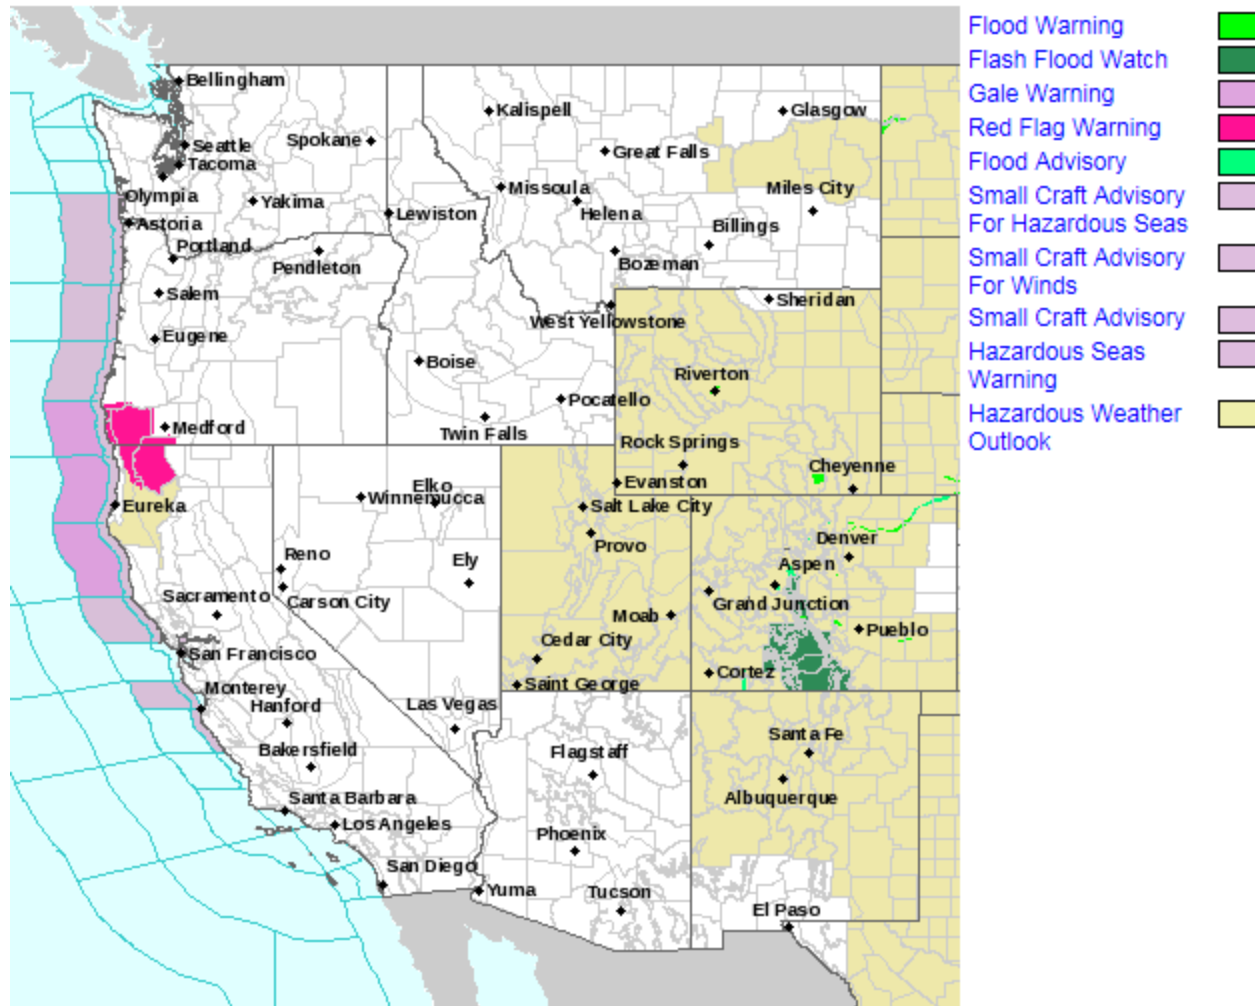 Bellingham
Kalispell
Glasgow
Spokane
Seattle
Great Falls
Tacoma
Missoula
Miles City
Olympia
Yakima
Helena
Lewiston
Astoria
Billings
Portland
Pendleton
Bozeman
Salem
Sheridan
West Yellowstone
Eugene
Boise
Riverton
Pocatello
Medford
Twin Falls
Rock Springs
Cheyenne
Elko
Evanston
Winnemucca
Eureka
Salt Lake City
Denver
Provo
Reno
Ely
Aspen
Sacramento
Carson City
Grand Junction
Moab
Pueblo
Cedar City
San Francisco
Cortez
Saint George
Monterey
Hanford
Las Vegas
Santa Fe
Bakersfield
Flagstaff
Santa Barbara
Albuquerque
Los Angeles
Phoenix
San Diego
Yuma
Tucson
El Paso
Flood Warning
Flash Flood Watch
Gale Warning
Red Flag Warning
Flood Advisory
Small Craft Advisory
For Hazardous Seas
Small Craft Advisory
For Winds
Small Craft Advisory
Hazardous Seas
Warning
Hazardous Weather
Outlook